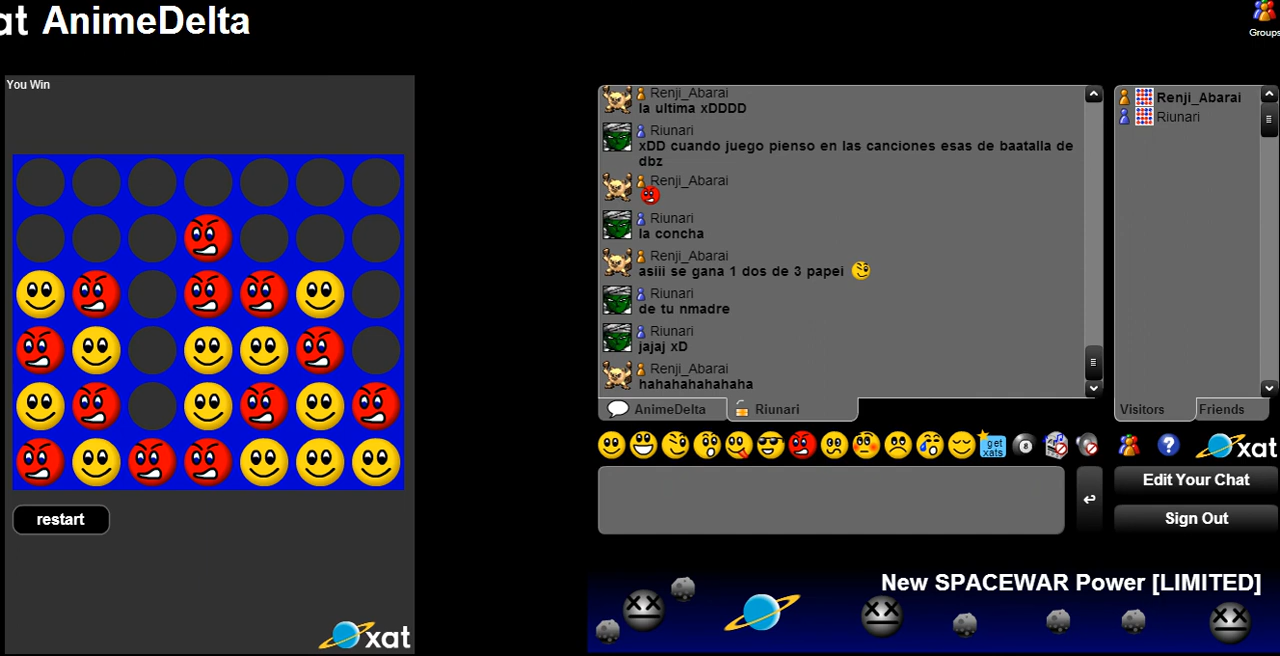 at AnimeDelta
Groups
You Win
Renji_Abarai
la ultima xDDDD
Riunari
xDD cuando juego pienso en las canciones esas de baatalla de
dbz
Renji_Abarai
Riunari
la concha
Renji_Abarai
asiii se gana 1 dos de 3 papei
Riunari
de tu nmadre
Riunari
jajaj xD
Renji_Abarai
hahahahahahaha
AnimeDelta
Riunari
Renji_Abarai
Riunari
Visitors
Friends
get
xats
8
?
xat
Edit Your Chat
Sign Out
restart
xat
New SPACEWAR Power [LIMITED]